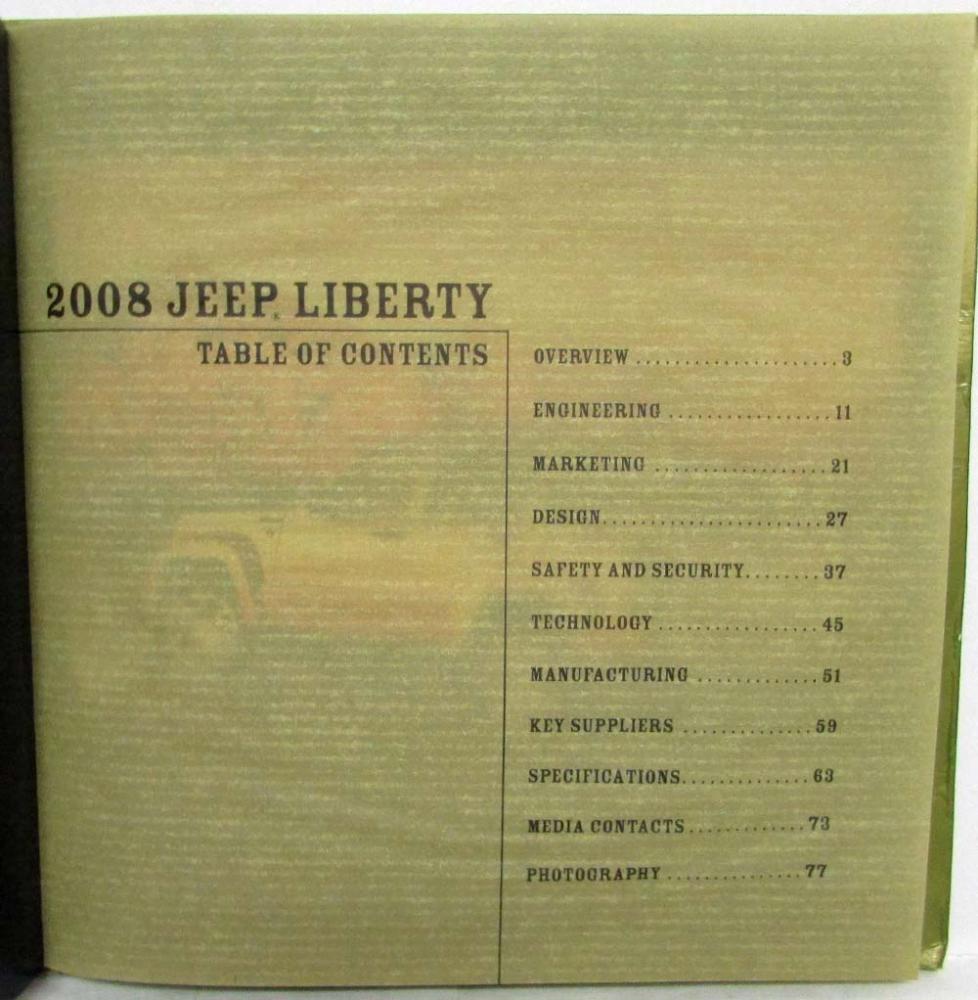 2008 JEEP® LIBERTY
TABLE OF CONTENTS
OVERVIEW.....................3
ENGINEERING.................11
MARKETING..................21
DESIGN.......................27
SAFETY AND SECURITY........37
TECHNOLOGY.................45
MANUFACTURING.............51
KEY SUPPLIERS..............59
SPECIFICATIONS.............63
MEDIA CONTACTS............73
PHOTOGRAPHY..............77